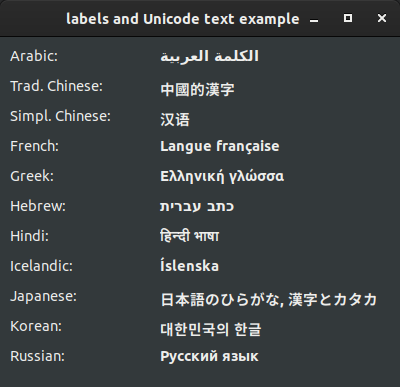 labels and Unicode text example
Arabic: الكلمة العربية
Trad. Chinese: 中國的漢字
Simpl. Chinese: 汉语
French: Langue française
Greek: Ελληνική γλώσσα
Hebrew: כתב עברית
Hindi: हिन्दी भाषा
Icelandic: Íslenska
Japanese: 日本語のひらがな, 漢字とカタカ
Korean: 대한민국의 한글
Russian: Русский язык